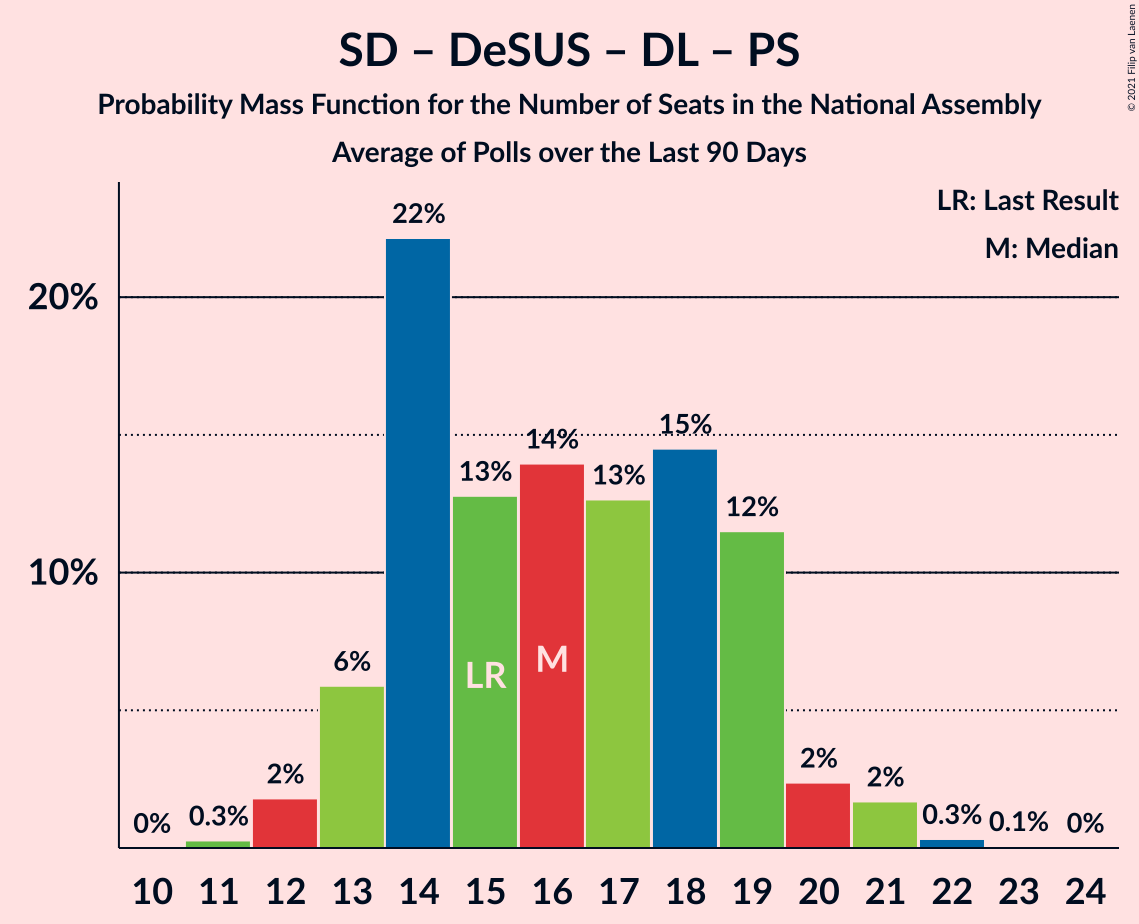 SD – DeSUS – DL – PS
Probability Mass Function for the Number of Seats in the National Assembly
Average of Polls over the Last 90 Days
© 2021 Filip van Laenen
LR: Last Result
M: Median
22%
20%
15%
14%
13%
13%
12%
10%
LR
M
6%
2%
2%
2%
0%
0.3%
0.3%
0.1%
0%
10 11 12 13 14 15 16 17 18 19 20 21 22 23 24